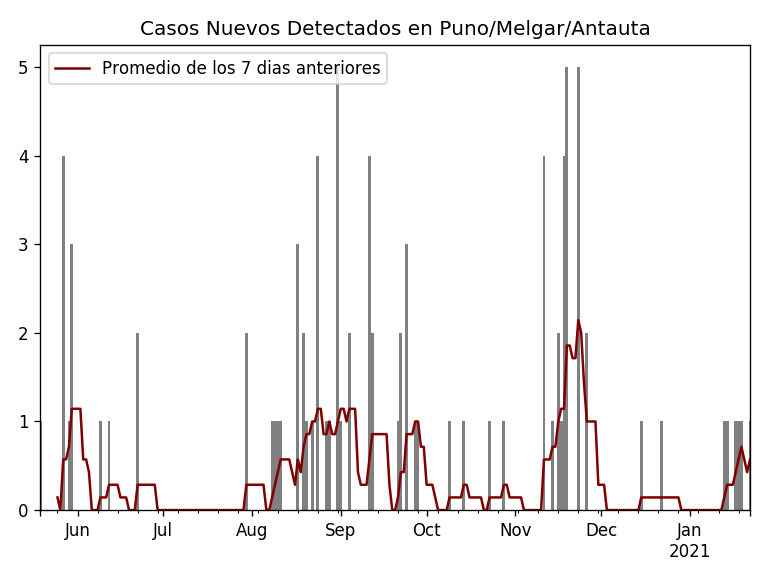 Casos Nuevos Detectados en Puno/Melgar/Antauta
Promedio de los 7 dias anteriores
5
4
3
2
1
0
Jun Jul Aug Sep Oct Nov Dec Jan
2021